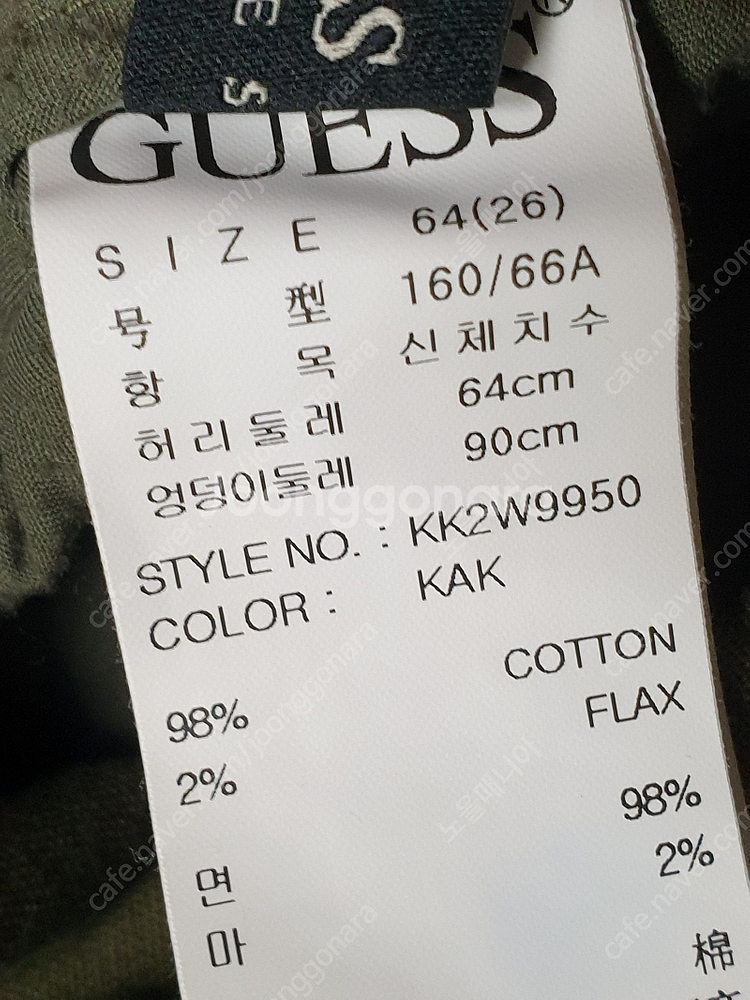 GUESS
SIZE 64(26)
号 型 160/66A
항 목 신체치수
허리둘레 64cm
엉덩이둘레 90cm
STYLE NO. : KK2W9950
COLOR : KAK
98% COTTON
2% FLAX
면 98%
마 2%
棉